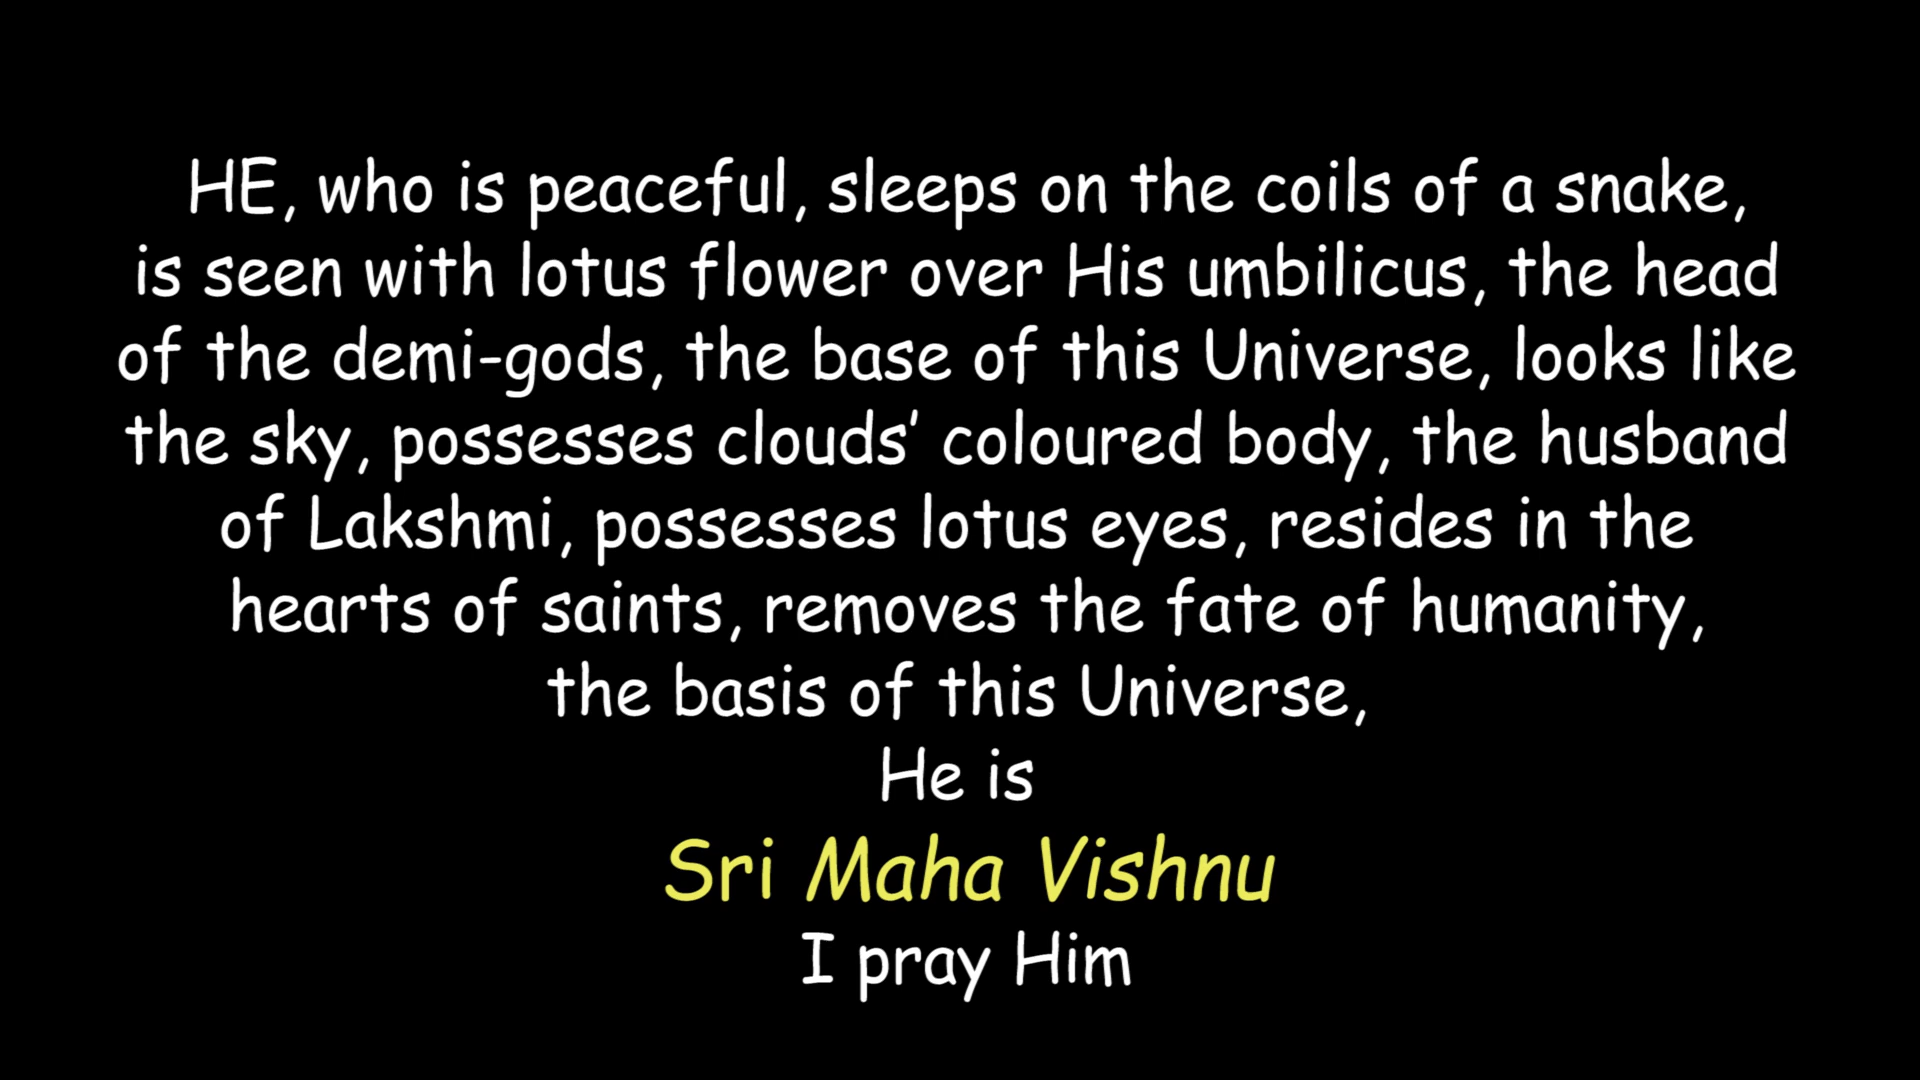 HE, who is peaceful, sleeps on the coils of a snake,
is seen with lotus flower over His umbilicus, the head
of the demi-gods, the base of this Universe, looks like
the sky, possesses clouds’ coloured body, the husband
of Lakshmi, possesses lotus eyes, resides in the
hearts of saints, removes the fate of humanity,
the basis of this Universe,
He is
Sri Maha Vishnu
I pray Him